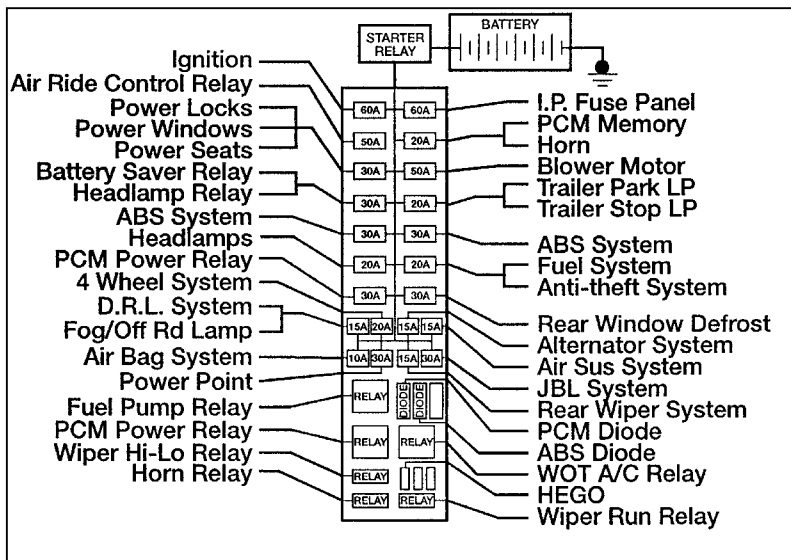 BATTERY
STARTER
RELAY
Ignition
Air Ride Control Relay
Power Locks
Power Windows
Power Seats
Battery Saver Relay
Headlamp Relay
ABS System
Headlamps
PCM Power Relay
4 Wheel System
D.R.L. System
Fog/Off Rd Lamp
Air Bag System
Power Point
Fuel Pump Relay
PCM Power Relay
Wiper Hi-Lo Relay
Horn Relay
60A 60A
50A 20A
30A 50A
30A 20A
30A 30A
20A 20A
30A 30A
15A 20A 15A 15A
10A 30A 15A 30A
RELAY DIODE DIODE
RELAY RELAY
RELAY
RELAY RELAY
I.P. Fuse Panel
PCM Memory
Horn
Blower Motor
Trailer Park LP
Trailer Stop LP
ABS System
Fuel System
Anti-theft System
Rear Window Defrost
Alternator System
Air Sus System
JBL System
Rear Wiper System
PCM Diode
ABS Diode
WOT A/C Relay
HEGO
Wiper Run Relay